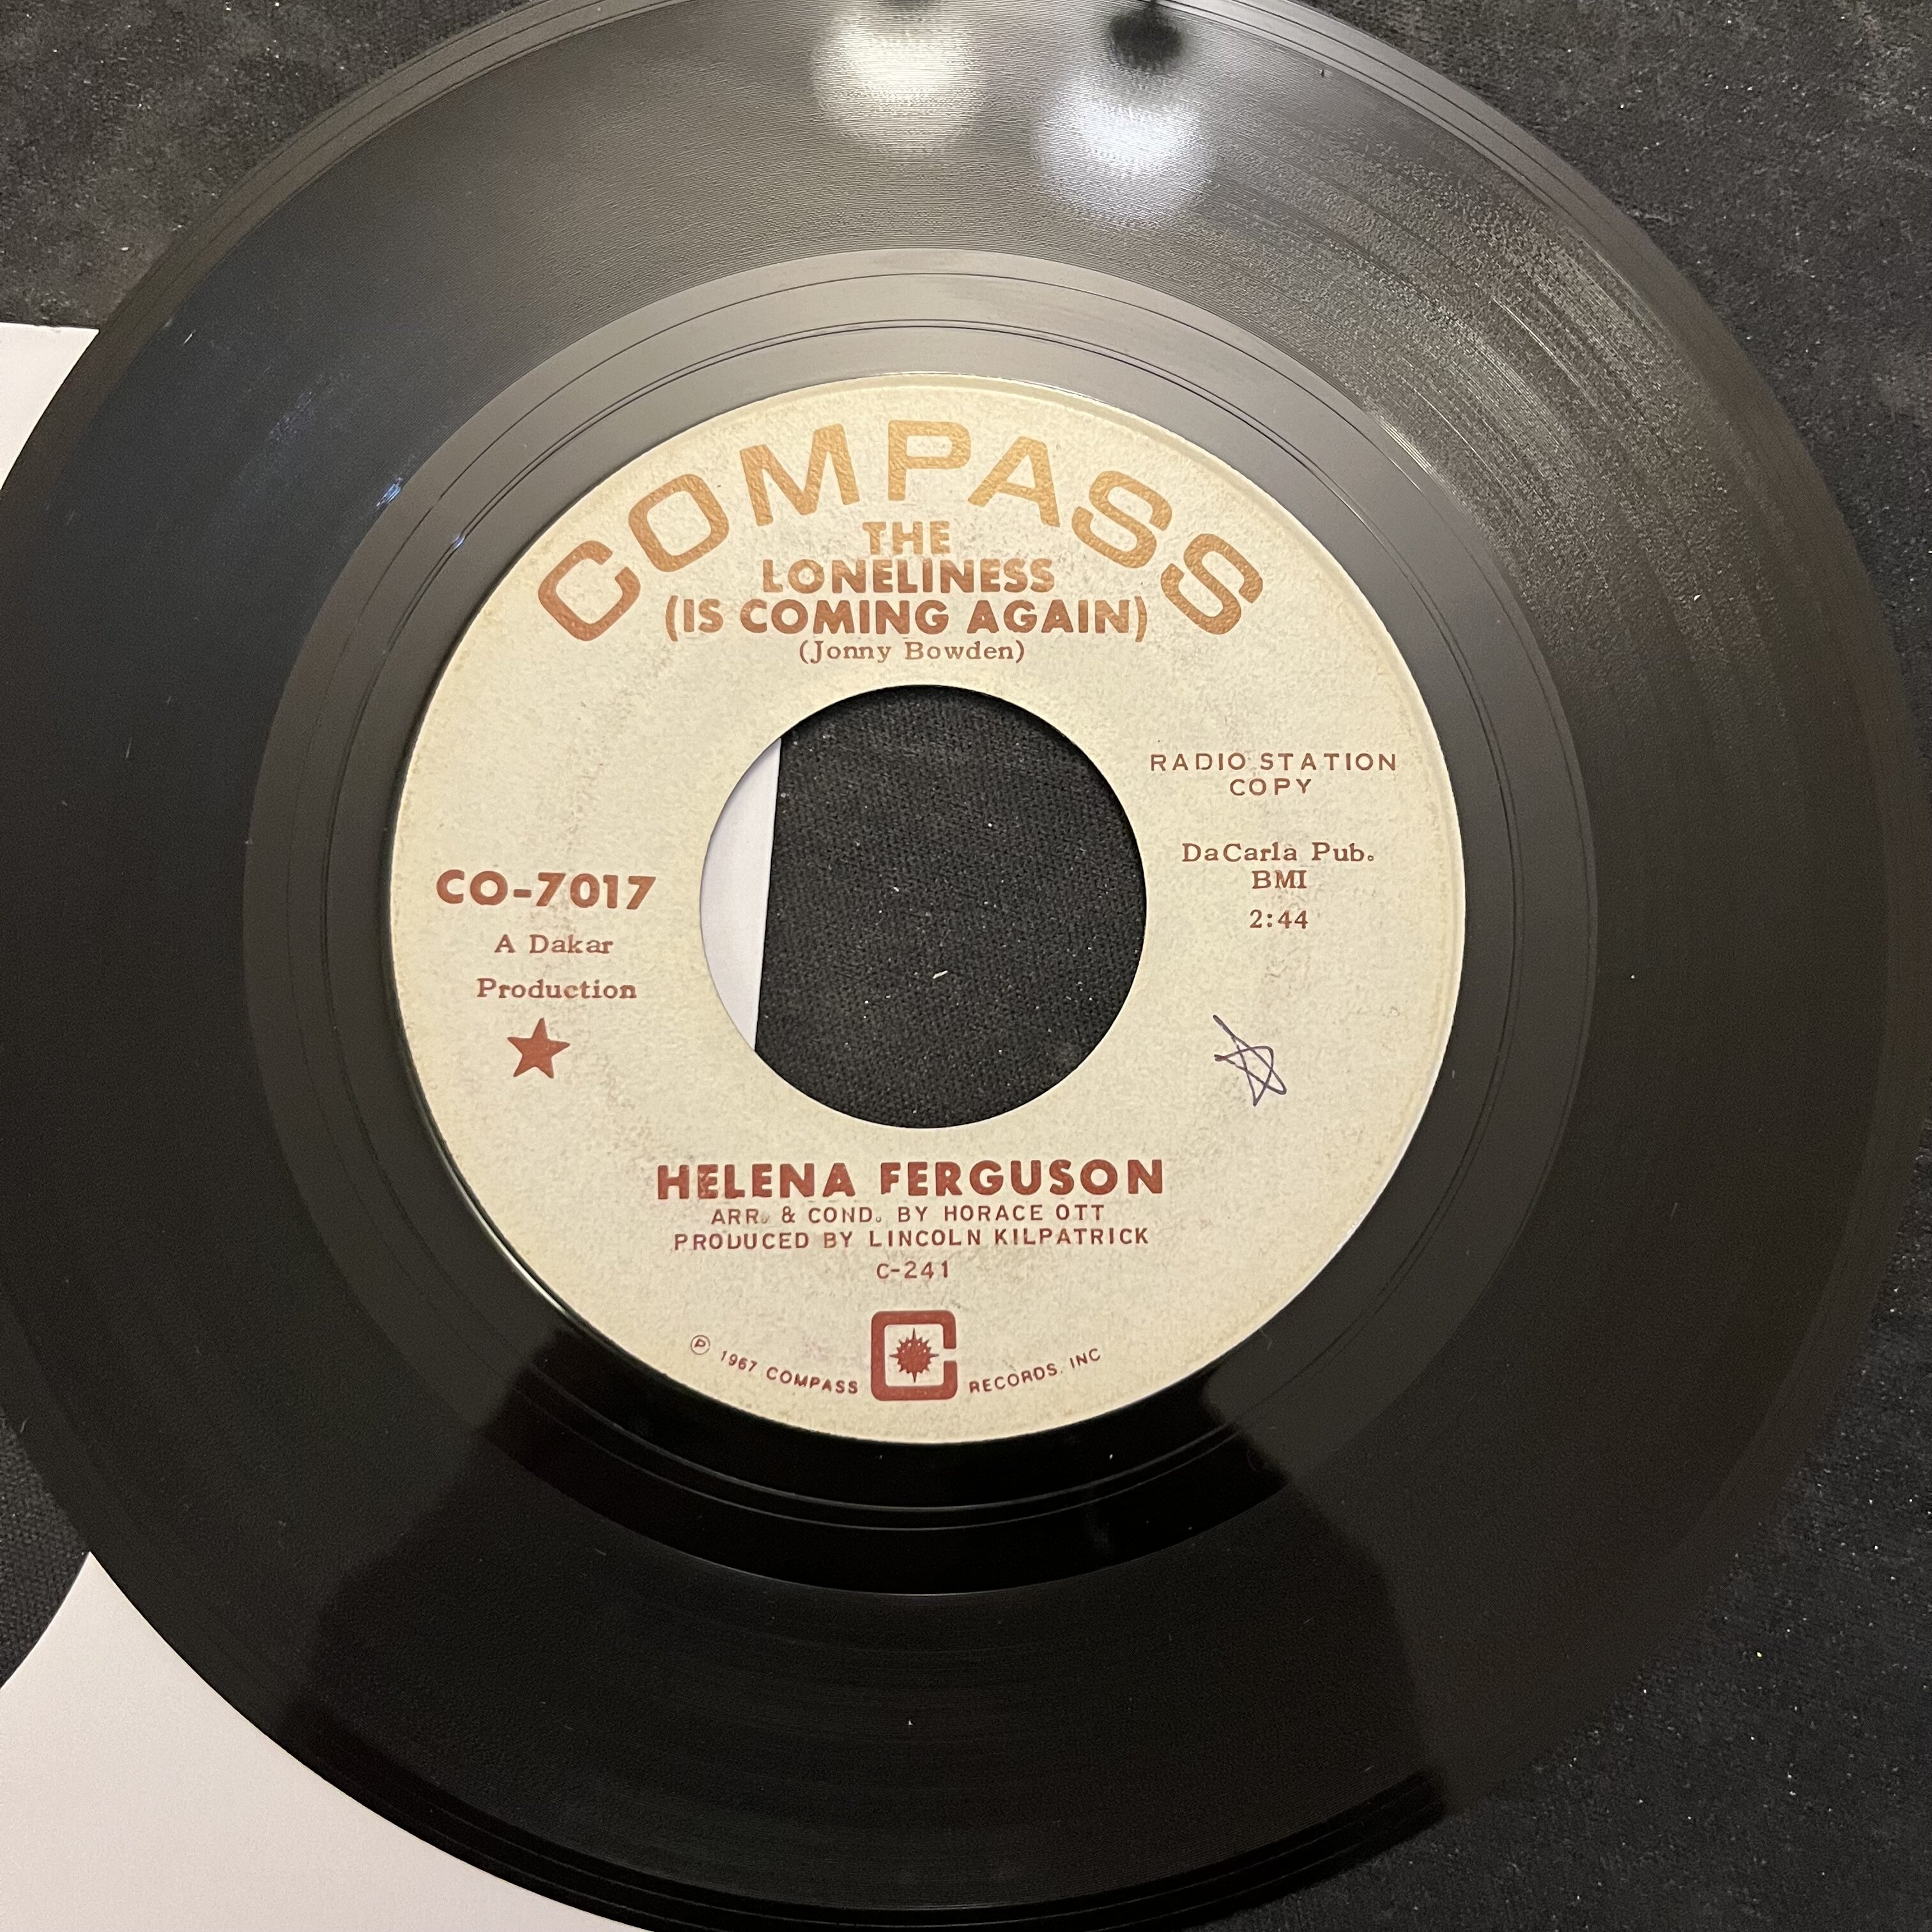 COMPASS
THE
LONELINESS
(IS COMING AGAIN)
(Jonny Bowden)
RADIO STATION
COPY
DaCarla Pub.
BMI
2:44
CO-7017
A Dakar
Production
HELENA FERGUSON
ARR. & COND. BY HORACE OTT
PRODUCED BY LINCOLN KILPATRICK
C-241
℗ 1967 COMPASS RECORDS, INC